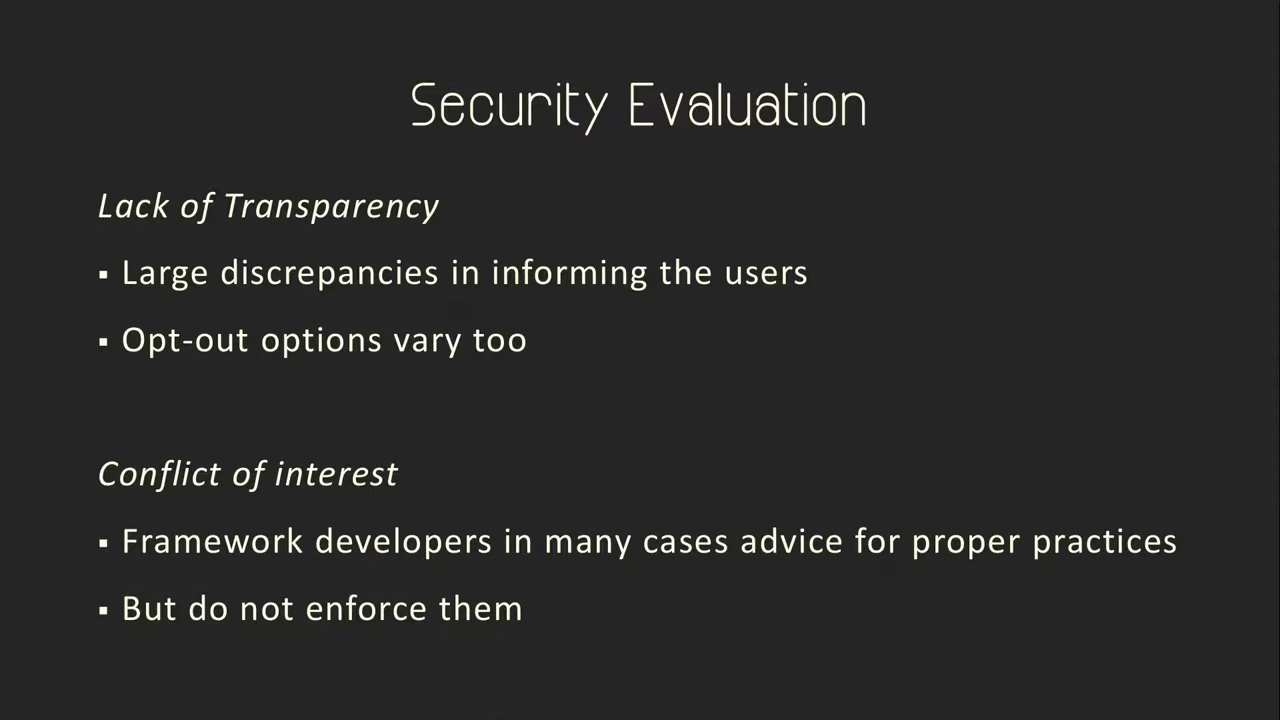 Security Evaluation
Lack of Transparency
▪ Large discrepancies in informing the users
▪ Opt-out options vary too
Conflict of interest
▪ Framework developers in many cases advice for proper practices
▪ But do not enforce them